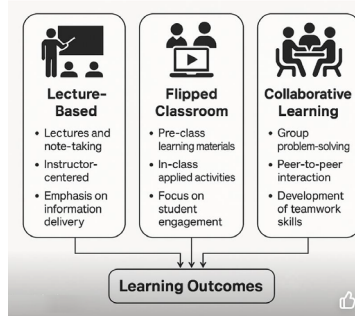 Lecture-
Based
• Lectures and
note-taking
• Instructor-
centered
• Emphasis on
information
delivery
Flipped
Classroom
• Pre-class
learning materials
• In-class
applied activities
• Focus on
student
engagement
Collaborative
Learning
• Group
problem-solving
• Peer-to-peer
interaction
• Development
of teamwork
skills
Learning Outcomes